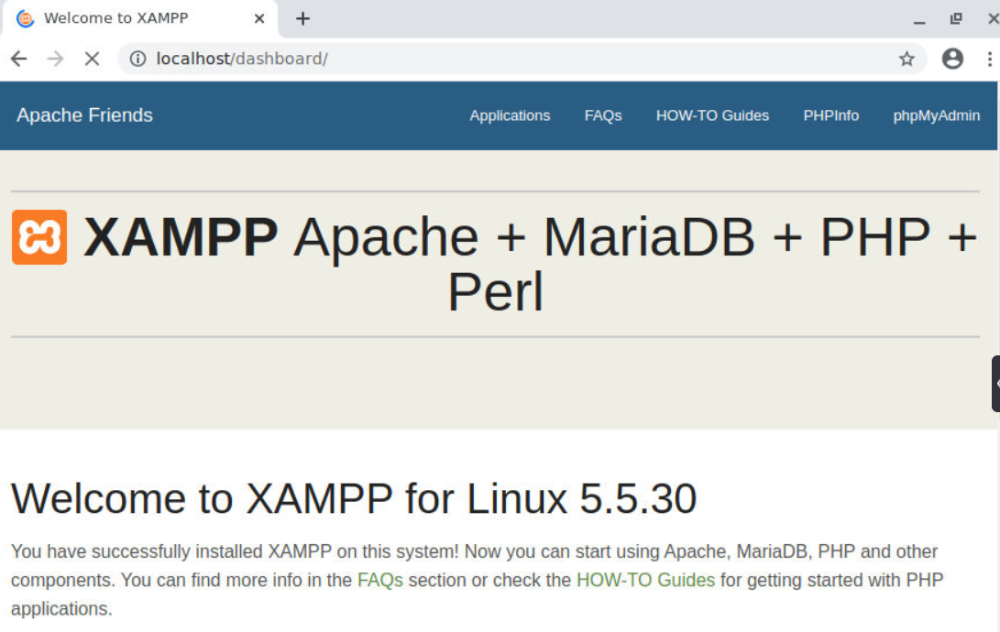 Welcome to XAMPP
localhost/dashboard/
Apache Friends Applications FAQs HOW-TO Guides PHPInfo phpMyAdmin
XAMPP Apache + MariaDB + PHP +
Perl
Welcome to XAMPP for Linux 5.5.30
You have successfully installed XAMPP on this system! Now you can start using Apache, MariaDB, PHP and other
components. You can find more info in the FAQs section or check the HOW-TO Guides for getting started with PHP
applications.